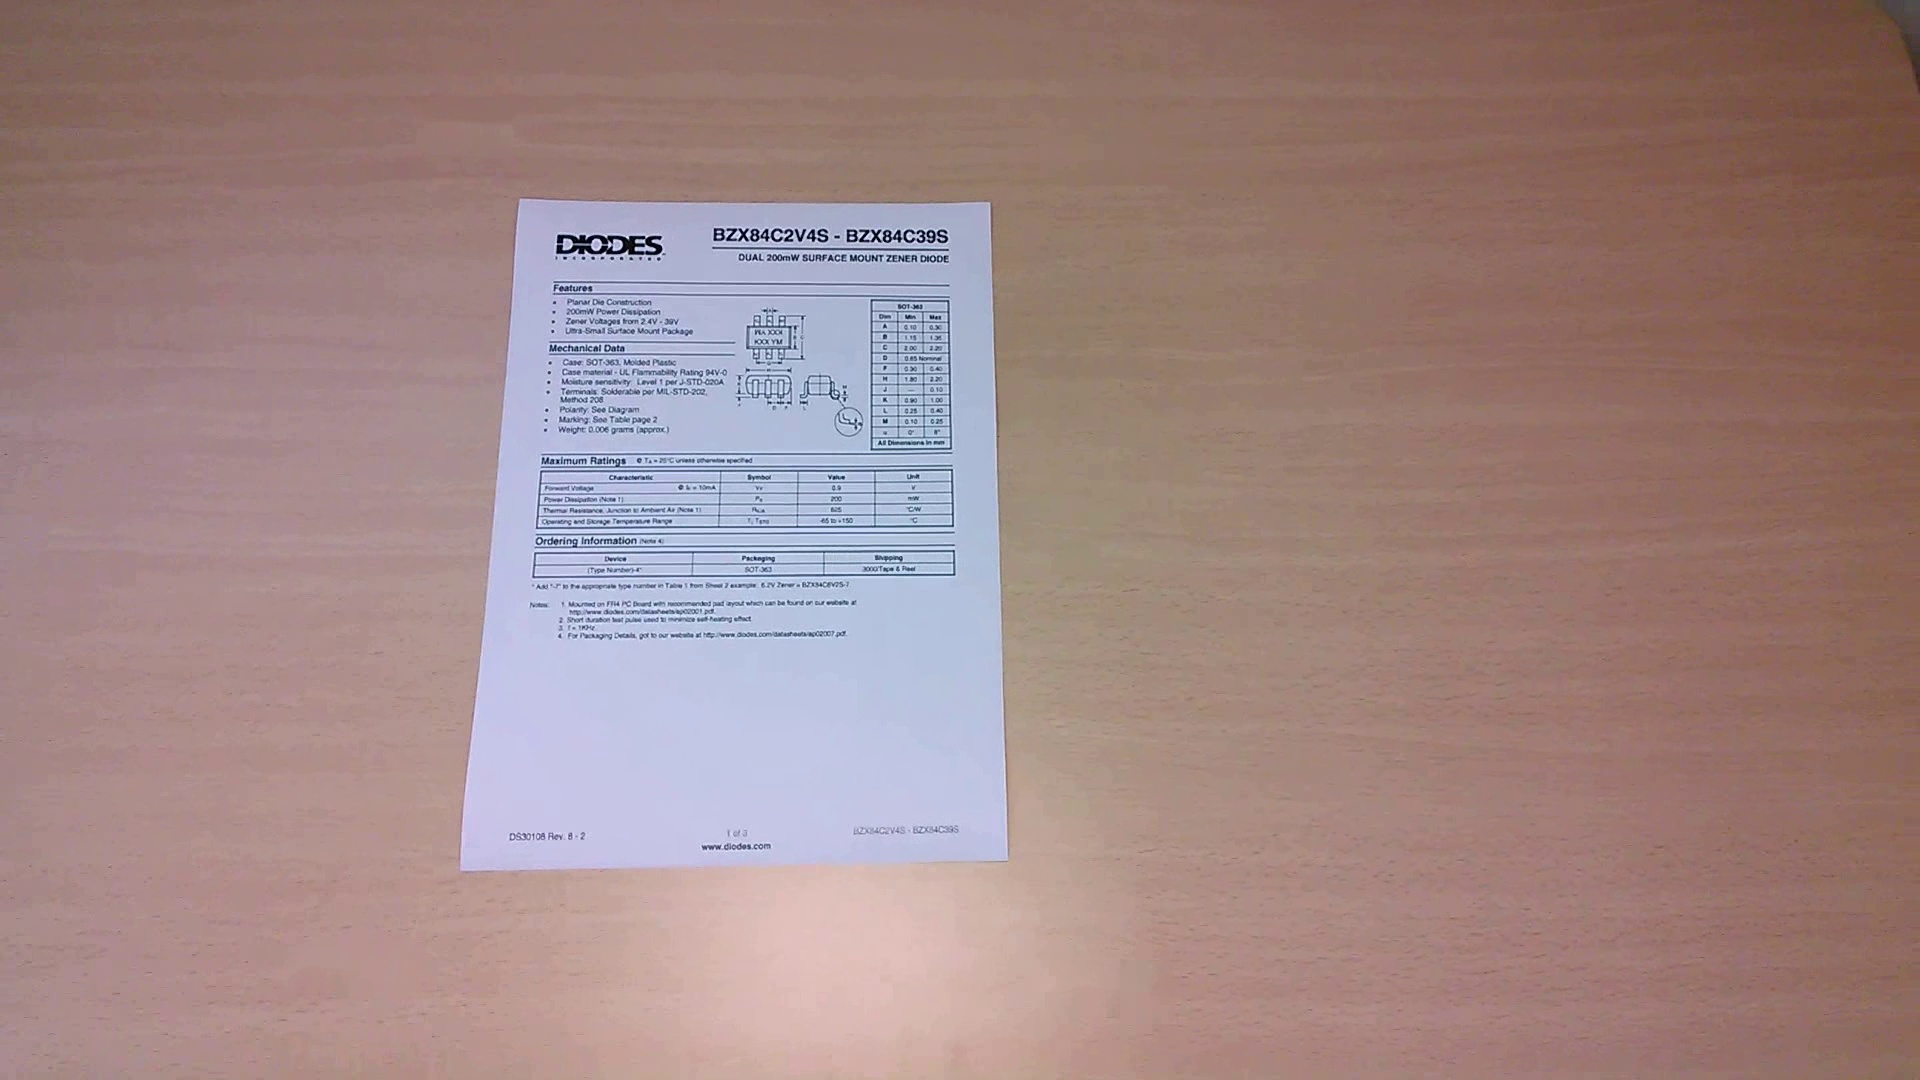 DIODES
INCORPORATED
BZX84C2V4S - BZX84C39S
DUAL 200mW SURFACE MOUNT ZENER DIODE
Features
• Planar Die Construction
• 200mW Power Dissipation
• Zener Voltages from 2.4V - 39V
• Ultra-Small Surface Mount Package
Mechanical Data
• Case: SOT-363, Molded Plastic
• Case material - UL Flammability Rating 94V-0
• Moisture sensitivity: Level 1 per J-STD-020A
• Terminals: Solderable per MIL-STD-202,
Method 208
• Polarity: See Diagram
• Marking: See Table page 2
• Weight: 0.006 grams (approx.)
XXX YM
SOT-363
Dim Min Max
A 0.10 0.30
B 1.15 1.35
C 2.00 2.20
D 0.65 Nominal
F 0.30 0.40
H 1.80 2.20
J — 0.10
K 0.90 1.00
L 0.25 0.40
M 0.10 0.25
α 0° 8°
All Dimensions in mm
Maximum Ratings @ TA = 25°C unless otherwise specified
Characteristic Symbol Value Unit
Forward Voltage @ IF = 10mA VF 0.9 V
Power Dissipation (Note 1) Pd 200 mW
Thermal Resistance, Junction to Ambient Air (Note 1) RθJA 625 °C/W
Operating and Storage Temperature Range Tj, TSTG -65 to +150 °C
Ordering Information (Note 4)
Device Packaging Shipping
(Type Number)-4* SOT-363 3000/Tape & Reel
* Add "-7" to the appropriate type number in Table 1 from Sheet 2 example: 6.2V Zener = BZX84C6V2S-7.
Notes: 1. Mounted on FR4 PC Board with recommended pad layout which can be found on our website at
http://www.diodes.com/datasheets/ap02001.pdf.
2. Short duration test pulse used to minimize self-heating effect.
3. f = 1KHz.
4. For Packaging Details, got to our website at http://www.diodes.com/datasheets/ap02007.pdf.
DS30108 Rev. 8 - 2
1 of 3
www.diodes.com
BZX84C2V4S - BZX84C39S